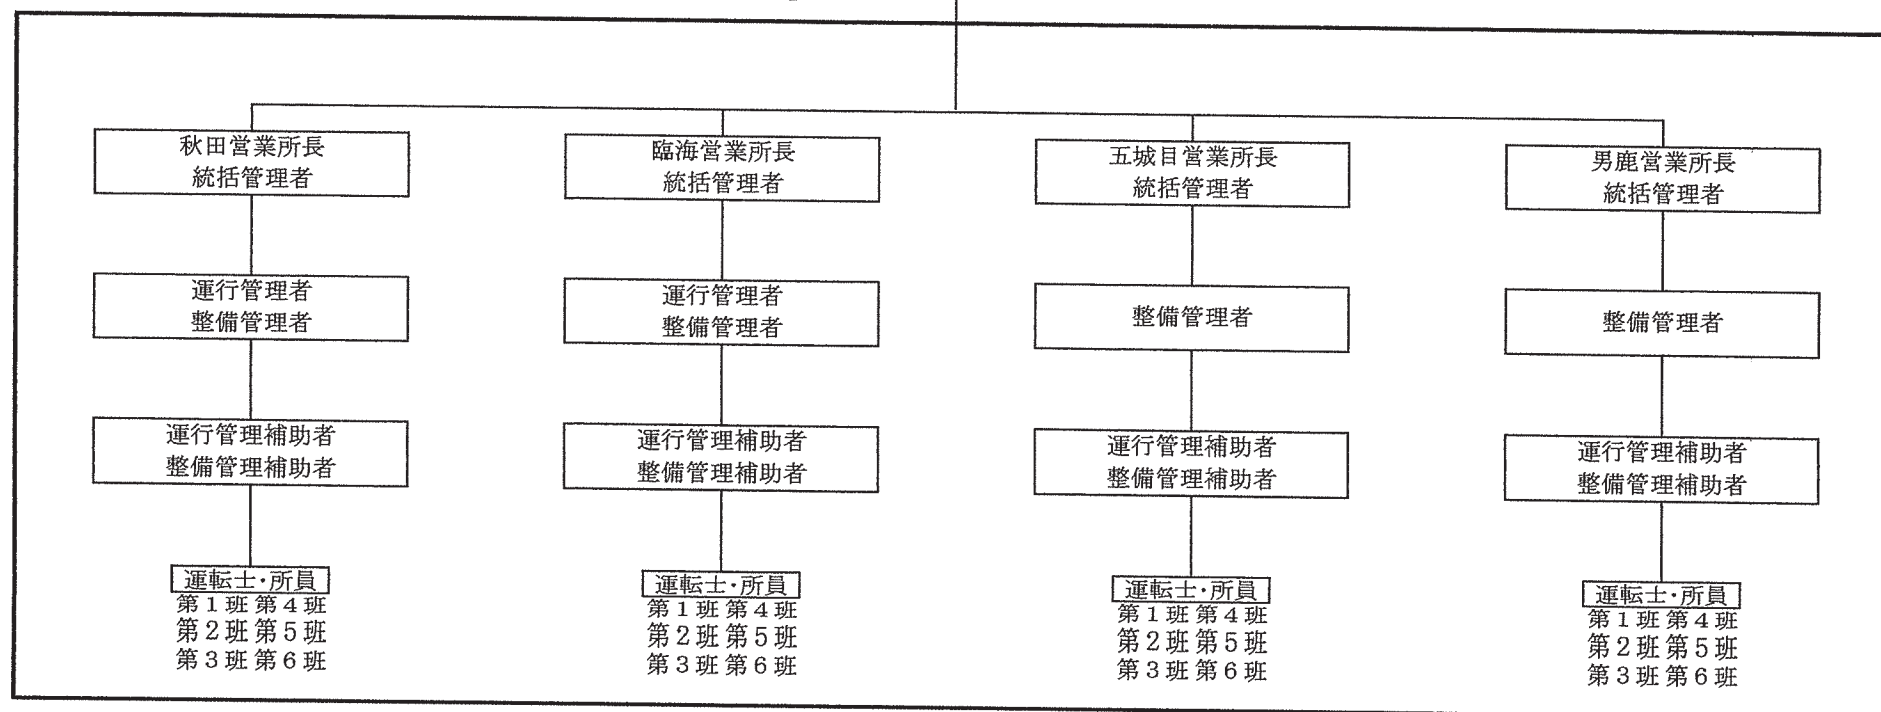 秋田営業所長
統括管理者
臨海営業所長
統括管理者
五城目営業所長
統括管理者
男鹿営業所長
統括管理者
運行管理者
整備管理者
運行管理者
整備管理者
整備管理者
整備管理者
運行管理補助者
整備管理補助者
運行管理補助者
整備管理補助者
運行管理補助者
整備管理補助者
運行管理補助者
整備管理補助者
運転士・所員
第1班 第4班
第2班 第5班
第3班 第6班
運転士・所員
第1班 第4班
第2班 第5班
第3班 第6班
運転士・所員
第1班 第4班
第2班 第5班
第3班 第6班
運転士・所員
第1班 第4班
第2班 第5班
第3班 第6班